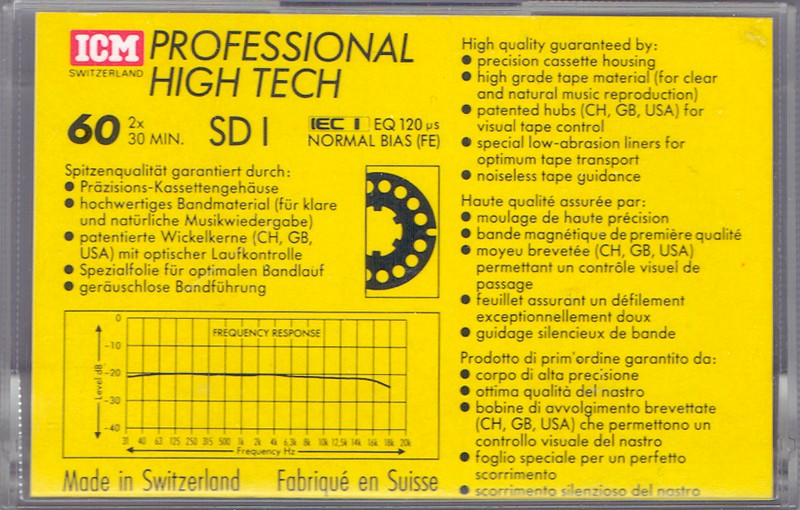 ICM
SWITZERLAND
PROFESSIONAL
HIGH TECH
60 2x
30 MIN.
SD I
IEC I EQ 120 µs
NORMAL BIAS (FE)
Spitzenqualität garantiert durch:
● Präzisions-Kassettengehäuse
● hochwertiges Bandmaterial (für klare
und natürliche Musikwiedergabe)
● patentierte Wickelkerne (CH, GB,
USA) mit optischer Laufkontrolle
● Spezialfolie für optimalen Bandlauf
● geräuschlose Bandführung
FREQUENCY RESPONSE
Level dB
0
-10
-20
-30
-40
31 40 63 125 250 315 500 1k 2k 4k 6,3k 8k 10k 12,5k 14k 16k 18k 20k
Frequency Hz
Made in Switzerland Fabriqué en Suisse
High quality guaranteed by:
● precision cassette housing
● high grade tape material (for clear
and natural music reproduction)
● patented hubs (CH, GB, USA) for
visual tape control
● special low-abrasion liners for
optimum tape transport
● noiseless tape guidance
Haute qualité assurée par:
● moulage de haute précision
● bande magnétique de première qualité
● moyeu brevetée (CH, GB, USA)
permettant un contrôle visuel de
passage
● feuillet assurant un défilement
exceptionnellement doux
● guidage silencieux de bande
Prodotto di prim'ordine garantito da:
● corpo di alta precisione
● ottima qualità del nastro
● bobine di avvolgimento brevettate
(CH, GB, USA) che permettono un
controllo visuale del nastro
● foglio speciale per un perfetto
scorrimento
● scorrimento silenzioso del nastro